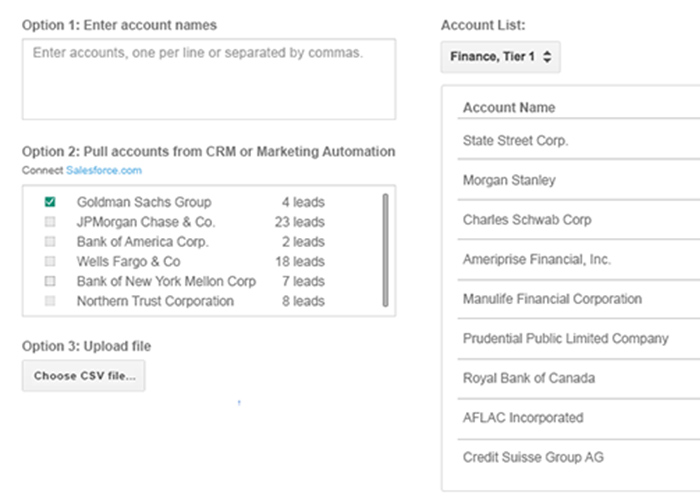 Option 1: Enter account names
Enter accounts, one per line or separated by commas.
Option 2: Pull accounts from CRM or Marketing Automation
Connect Salesforce.com
Goldman Sachs Group 4 leads
JPMorgan Chase & Co. 23 leads
Bank of America Corp. 2 leads
Wells Fargo & Co 18 leads
Bank of New York Mellon Corp 7 leads
Northern Trust Corporation 8 leads
Option 3: Upload file
Choose CSV file...
Account List:
Finance, Tier 1
Account Name
State Street Corp.
Morgan Stanley
Charles Schwab Corp
Ameriprise Financial, Inc.
Manulife Financial Corporation
Prudential Public Limited Company
Royal Bank of Canada
AFLAC Incorporated
Credit Suisse Group AG